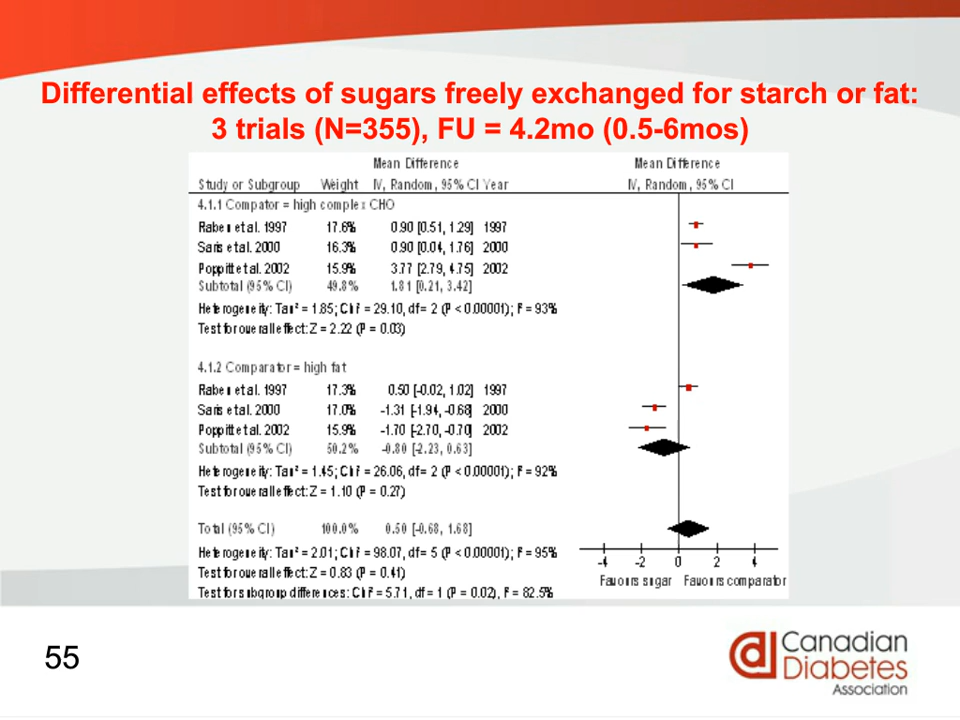 Differential effects of sugars freely exchanged for starch or fat:
3 trials (N=355), FU = 4.2mo (0.5-6mos)
Mean Difference Mean Difference
Study or Subgroup Weight IV, Random, 95% CI Year IV, Random, 95% CI
4.1.1 Compator = high complex CHO
Raben et al. 1997 17.6% 0.90 [0.51, 1.29] 1997
Saris et al. 2000 16.3% 0.90 [0.04, 1.76] 2000
Poppitt et al. 2002 15.9% 3.77 [2.79, 4.75] 2002
Subtotal (95% CI) 49.8% 1.81 [0.21, 3.42]
Heterogeneity: Tau² = 1.85; Chi² = 29.10, df = 2 (P < 0.00001); I² = 93%
Test for overall effect: Z = 2.22 (P = 0.03)
4.1.2 Comparator = high fat
Raben et al. 1997 17.3% 0.50 [-0.02, 1.02] 1997
Saris et al. 2000 17.0% -1.31 [-1.94, -0.68] 2000
Poppitt et al. 2002 15.9% -1.70 [-2.70, -0.70] 2002
Subtotal (95% CI) 50.2% -0.80 [-2.23, 0.63]
Heterogeneity: Tau² = 1.45; Chi² = 26.06, df = 2 (P < 0.00001); I² = 92%
Test for overall effect: Z = 1.10 (P = 0.27)
Total (95% CI) 100.0% 0.50 [-0.68, 1.68]
Heterogeneity: Tau² = 2.01; Chi² = 98.07, df = 5 (P < 0.00001); I² = 95%
Test for overall effect: Z = 0.83 (P = 0.41)
Test for subgroup differences: Chi² = 5.71, df = 1 (P = 0.02), I² = 82.5%
-4 -2 0 2 4
Favours sugar Favours comparator
55
Canadian
Diabetes
Association